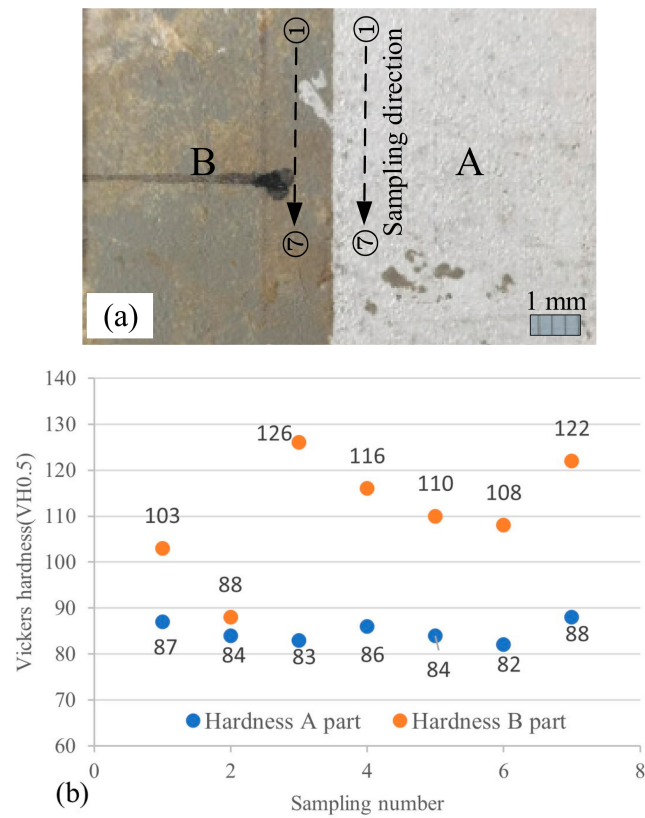 ① ①
B
Sampling direction
A
⑦ ⑦
(a)
1 mm
140
130
120
110
100
90
80
70
60
Vickers hardness(VH0.5)
103
88
126
116
110
108
122
87
84
83
86
84
82
88
Hardness A part Hardness B part
0 2 4 6 8
(b)
Sampling number